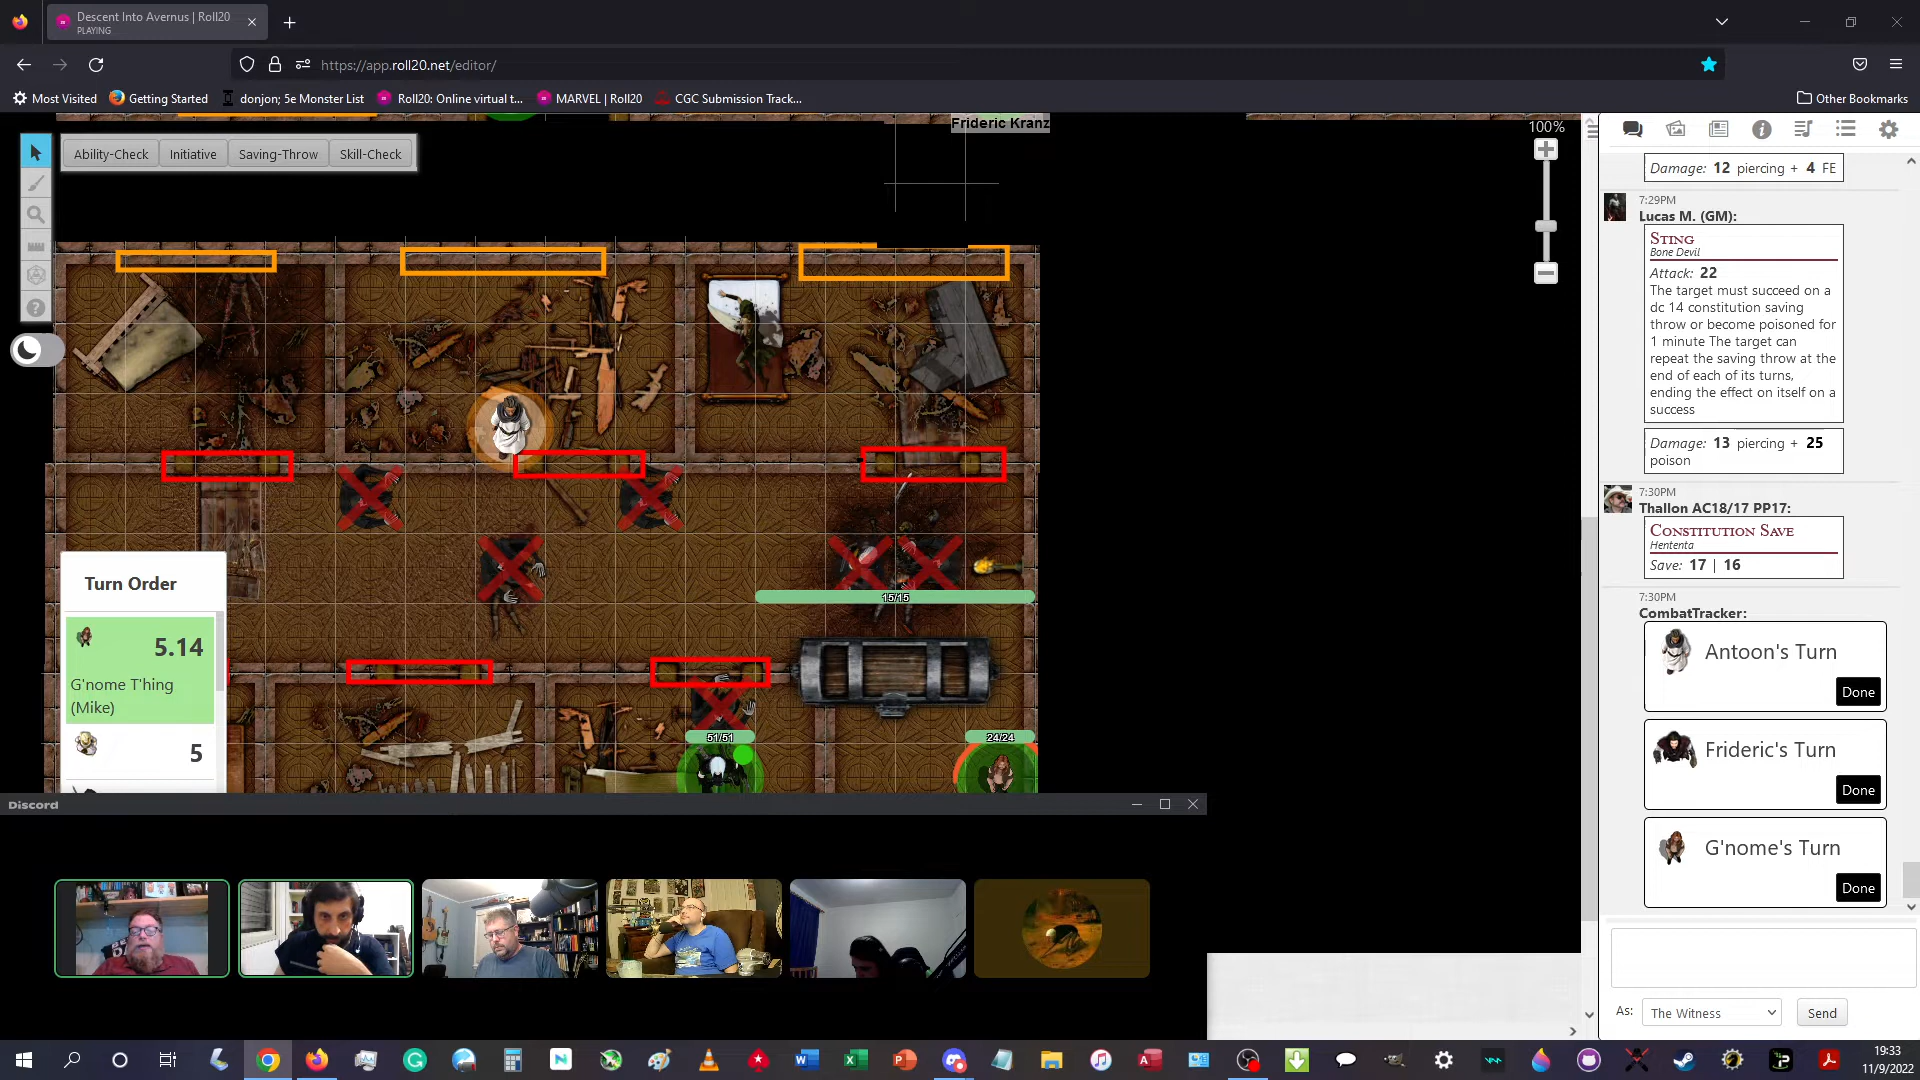 Descent Into Avernus | Roll20
PLAYING
https://app.roll20.net/editor/
Most Visited
Getting Started
donjon; 5e Monster List
Roll20: Online virtual t...
MARVEL | Roll20
CGC Submission Track...
Other Bookmarks
Frideric Kranz
100%
Ability-Check
Initiative
Saving-Throw
Skill-Check
15/15
51/51
24/24
Turn Order
5.14
G'nome T'hing
(Mike)
5
Damage: 12 piercing + 4 FE
7:29PM
Lucas M. (GM):
Sting
Bone Devil
Attack: 22
The target must succeed on a
dc 14 constitution saving
throw or become poisoned for
1 minute The target can
repeat the saving throw at the
end of each of its turns,
ending the effect on itself on a
success
Damage: 13 piercing + 25
poison
7:30PM
Thallon AC18/17 PP17:
Constitution Save
Hententa
Save: 17 | 16
7:30PM
CombatTracker:
Antoon's Turn
Done
Frideric's Turn
Done
G'nome's Turn
Done
As:
The Witness
Send
Discord
19:33
11/9/2022